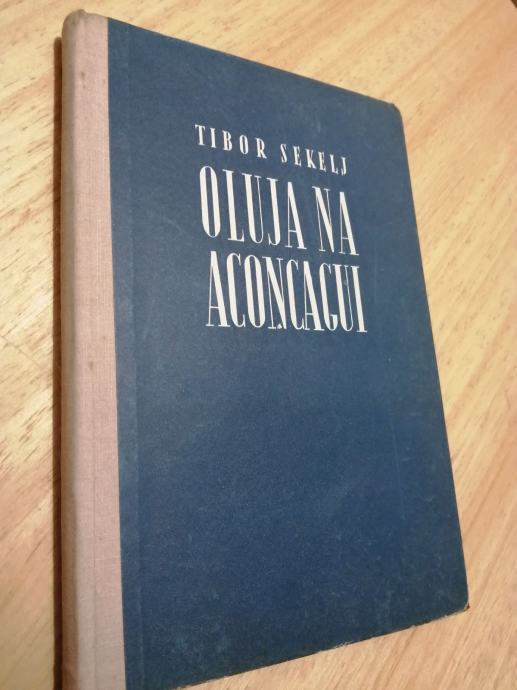 TIBOR SEKELJ
OLUJA NA
ACONCAGUI